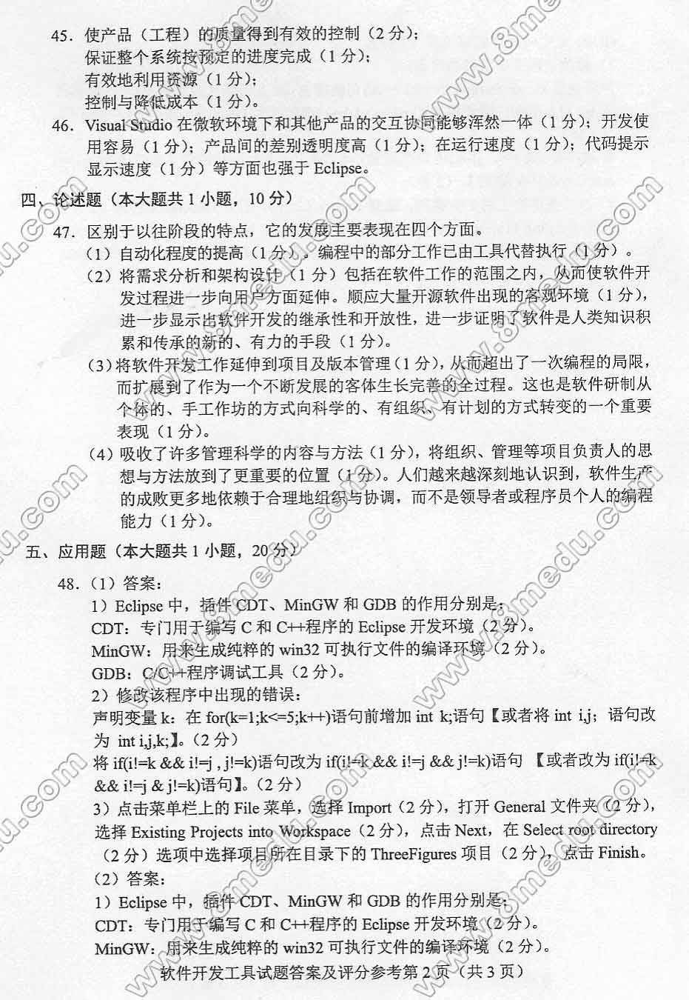 45. 使产品（工程）的质量得到有效的控制（2 分）；
保证整个系统按预定的进度完成（1 分）；
有效地利用资源（1 分）；
控制与降低成本（1 分）。
46. Visual Studio 在微软环境下和其他产品的交互协同能够浑然一体（1 分）；开发使
用容易（1 分）；产品间的差别透明度高（1 分）；在运行速度（1 分）；代码提示
显示速度（1 分）等方面也强于 Eclipse。
四、论述题（本大题共 1 小题，10 分）
47. 区别于以往阶段的特点，它的发展主要表现在四个方面。
（1）自动化程度的提高（1 分）。编程中的部分工作已由工具代替执行（1 分）。
（2）将需求分析和架构设计（1 分）包括在软件工作的范围之内，从而使软件开
发过程进一步向用户方面延伸。顺应大量开源软件出现的客观环境（1 分），
进一步显示出软件开发的继承性和开放性，进一步证明了软件是人类知识积
累和传承的新的、有力的手段（1 分）。
（3）将软件开发工作延伸到项目及版本管理（1 分），从而超出了一次编程的局限，
而扩展到了作为一个不断发展的客体生长完善的全过程。这也是软件研制从
个体的、手工作坊的方式向科学的、有组织、有计划的方式转变的一个重要
表现（1 分）。
（4）吸收了许多管理科学的内容与方法（1 分），将组织、管理等项目负责人的思
想与方法放到了更重要的位置（1 分）。人们越来越深刻地认识到，软件生产
的成败更多地依赖于合理地组织与协调，而不是领导者或程序员个人的编程
能力（1 分）。
五、应用题（本大题共 1 小题，20 分）
48.（1）答案：
1）Eclipse 中，插件 CDT、MinGW 和 GDB 的作用分别是：
CDT：专门用于编写 C 和 C++程序的 Eclipse 开发环境（2 分）。
MinGW：用来生成纯粹的 win32 可执行文件的编译环境（2 分）。
GDB：C/C++程序调试工具（2 分）。
2）修改该程序中出现的错误：
声明变量 k：在 for(k=1;k<=5;k++)语句前增加 int k;语句【或者将 int i,j；语句改
为 int i,j,k;】。（2 分）
将 if(i!=k && i!=j , j!=k)语句改为 if(i!=k && i!=j && j!=k)语句 【或者改为 if(i!=k
&& i!=j & j!=k)语句】。（2 分）
3）点击菜单栏上的 File 菜单，选择 Import（2 分），打开 General 文件夹（2 分），
选择 Existing Projects into Workspace（2 分），点击 Next，在 Select root directory
（2 分）选项中选择项目所在目录下的 ThreeFigures 项目（2 分），点击 Finish。
（2）答案：
1）Eclipse 中，插件 CDT、MinGW 和 GDB 的作用分别是：
CDT：专门用于编写 C 和 C++程序的 Eclipse 开发环境（2 分）。
MinGW：用来生成纯粹的 win32 可执行文件的编译环境（2 分）。
软件开发工具试题答案及评分参考第 2 页（共 3 页）
www.8medu.com